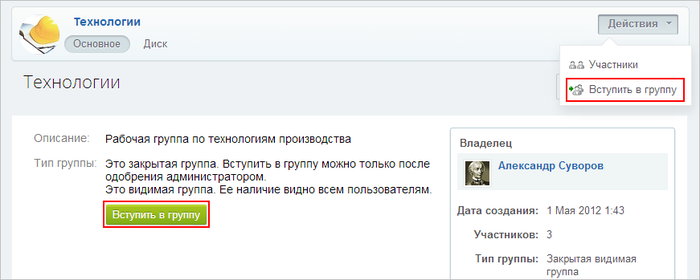 Технологии
Действия
Основное Диск
Участники
Вступить в группу
Технологии
Описание: Рабочая группа по технологиям производства
Тип группы: Это закрытая группа. Вступить в группу можно только после
одобрения администратором.
Это видимая группа. Ее наличие видно всем пользователям.
Вступить в группу
Владелец
Александр Суворов
Дата создания: 1 Мая 2012 1:43
Участников: 3
Тип группы: Закрытая видимая
группа